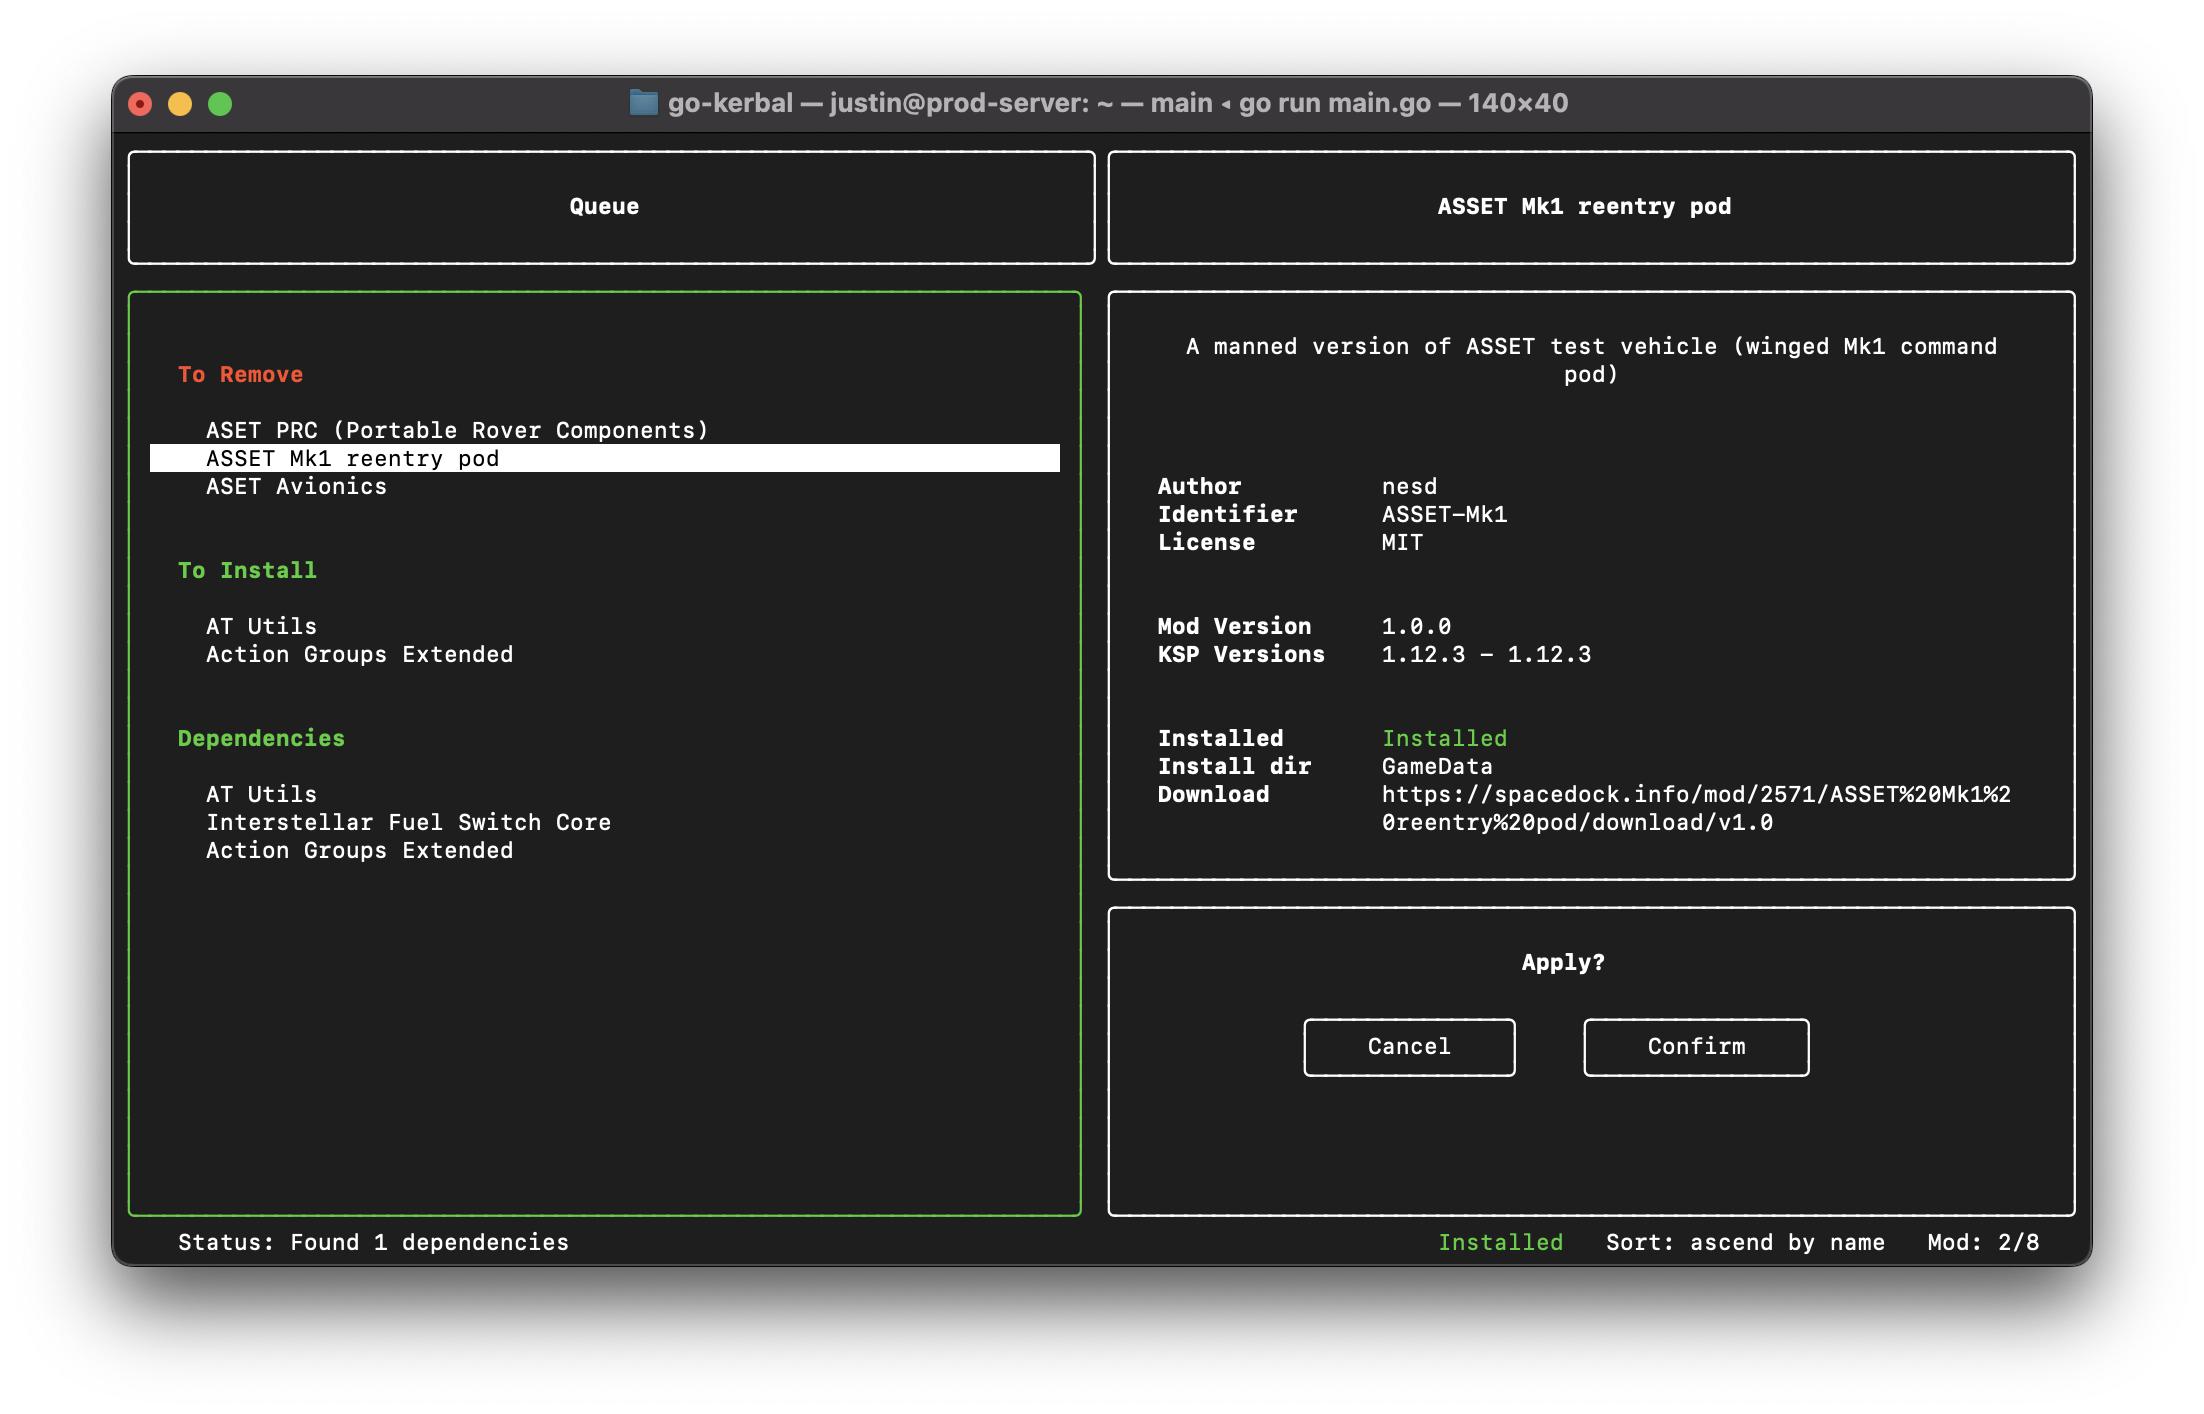 go-kerbal — justin@prod-server: ~ — main ◂ go run main.go — 140×40
Queue
To Remove
ASET PRC (Portable Rover Components)
ASSET Mk1 reentry pod
ASET Avionics
To Install
AT Utils
Action Groups Extended
Dependencies
AT Utils
Interstellar Fuel Switch Core
Action Groups Extended
ASSET Mk1 reentry pod
A manned version of ASSET test vehicle (winged Mk1 command
pod)
Author nesd
Identifier ASSET-Mk1
License MIT
Mod Version 1.0.0
KSP Versions 1.12.3 - 1.12.3
Installed Installed
Install dir GameData
Download https://spacedock.info/mod/2571/ASSET%20Mk1%2
0reentry%20pod/download/v1.0
Apply?
Cancel Confirm
Status: Found 1 dependencies Installed Sort: ascend by name Mod: 2/8